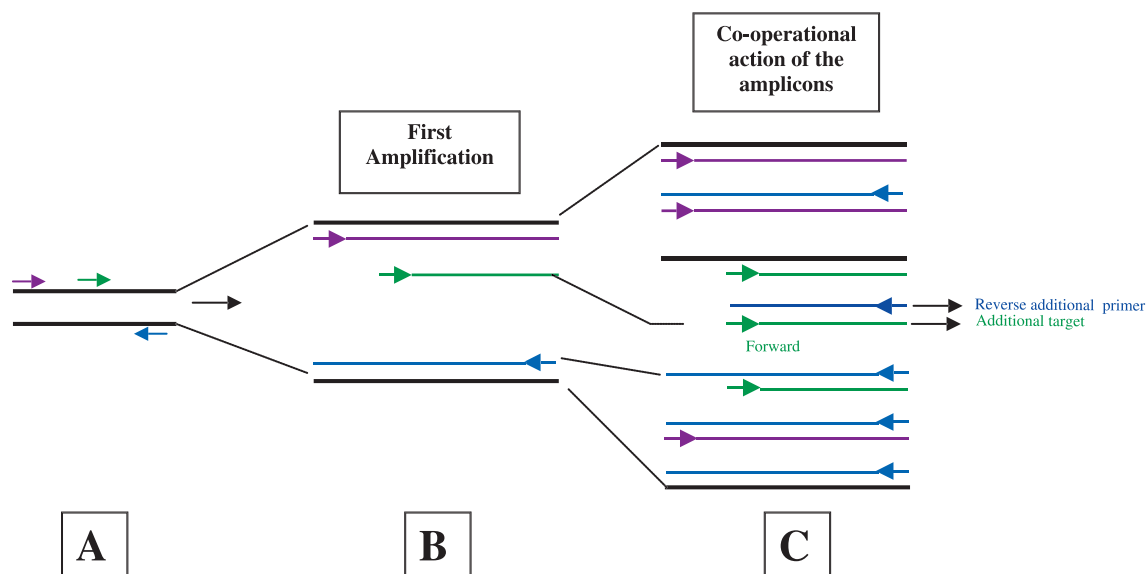 Co-operational
action of the
amplicons
First
Amplification
Reverse additional primer
Additional target
Forward
A
B
C